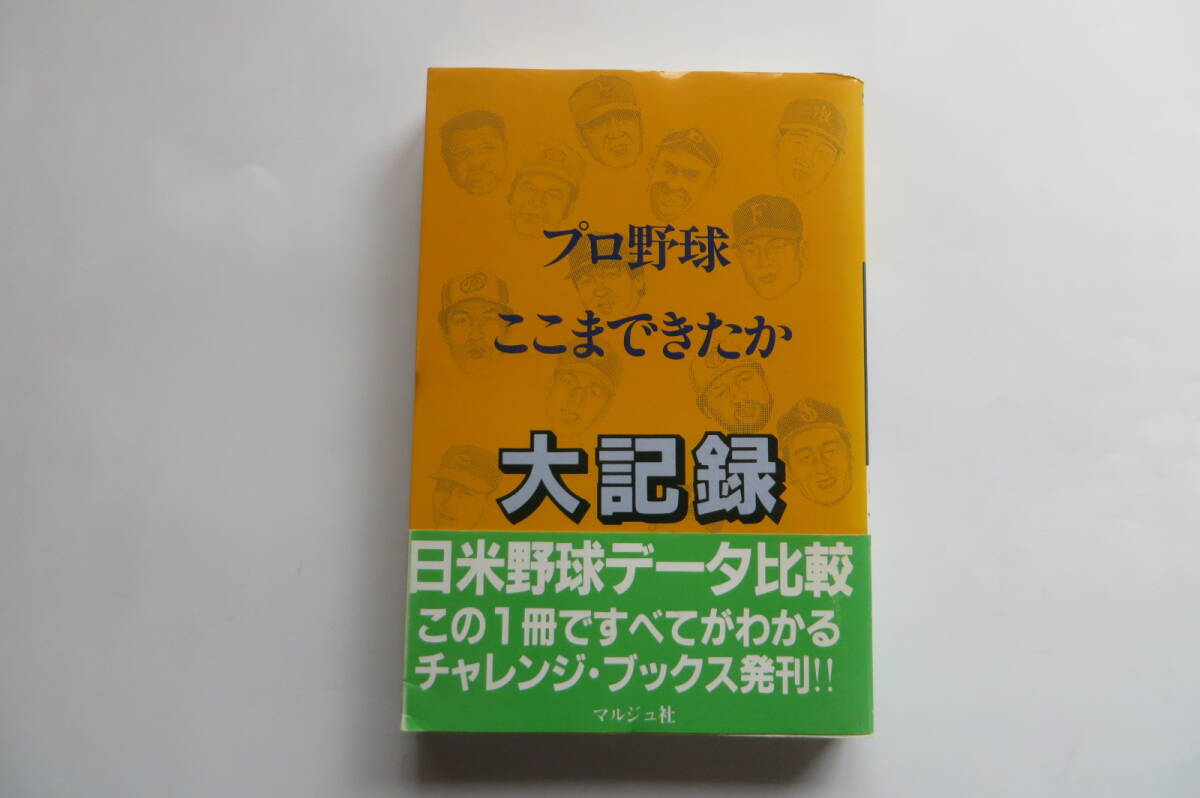 プロ野球
ここまできたか
大記録
日米野球データ比較
この1冊ですべてがわかる
チャレンジ・ブックス発刊!!
マルジュ社